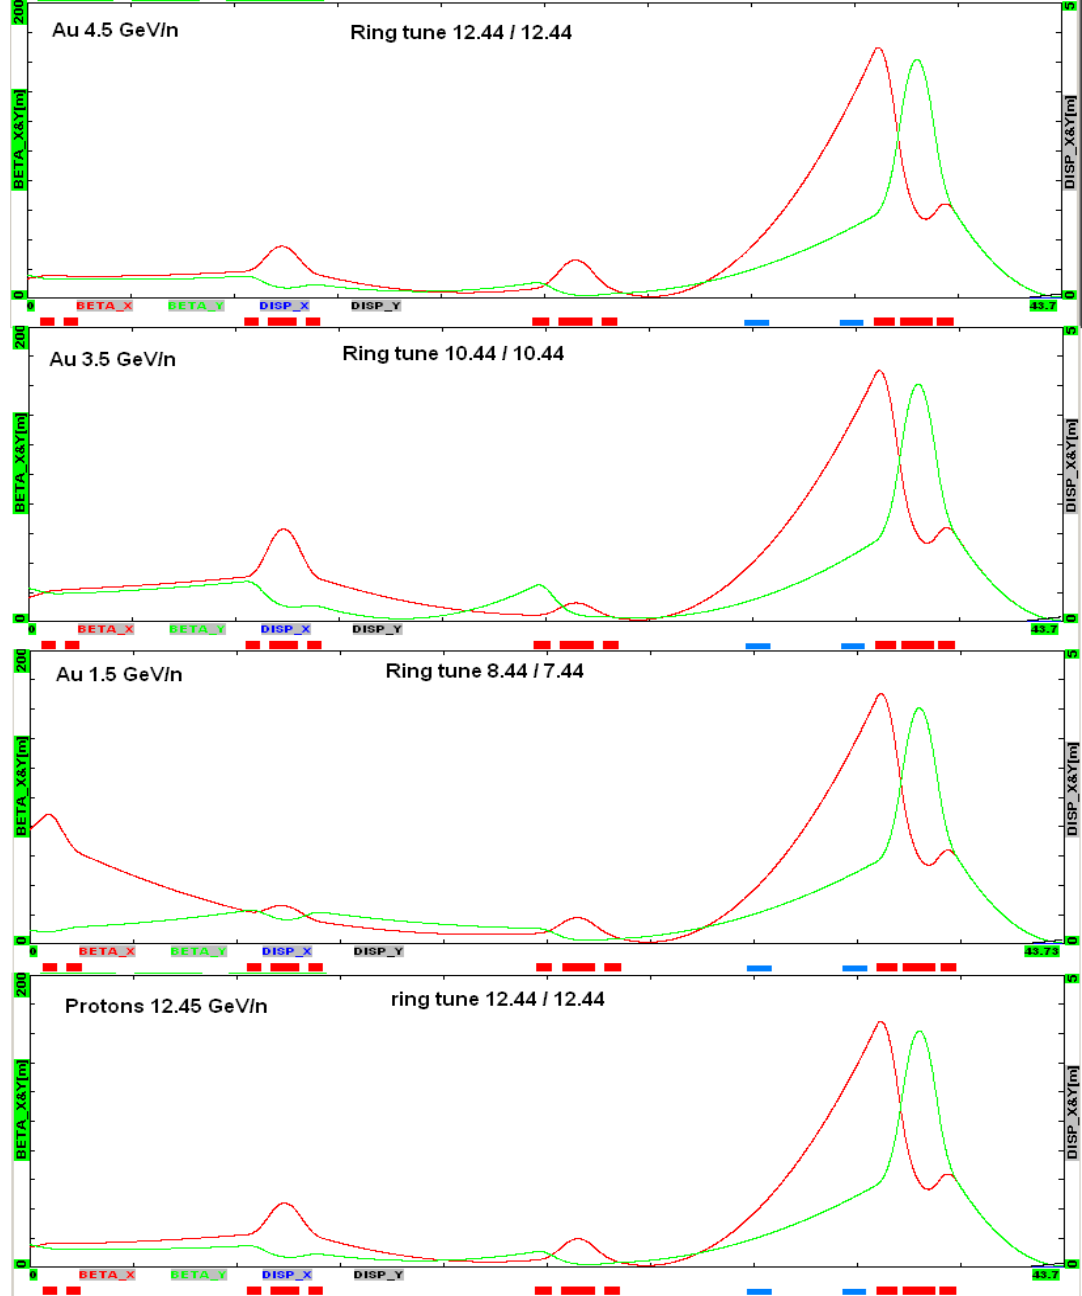 200
5
Au 4.5 GeV/n
Ring tune 12.44 / 12.44
BETA_X&Y[m]
DISP_X&Y[m]
0
0
0 BETA_X BETA_Y DISP_X DISP_Y 43.7
200
5
Au 3.5 GeV/n
Ring tune 10.44 / 10.44
BETA_X&Y[m]
DISP_X&Y[m]
0
0
0 BETA_X BETA_Y DISP_X DISP_Y 43.7
200
5
Au 1.5 GeV/n
Ring tune 8.44 / 7.44
BETA_X&Y[m]
DISP_X&Y[m]
0
0
0 BETA_X BETA_Y DISP_X DISP_Y 43.73
200
5
Protons 12.45 GeV/n
ring tune 12.44 / 12.44
BETA_X&Y[m]
DISP_X&Y[m]
0
0
0 BETA_X BETA_Y DISP_X DISP_Y 43.7